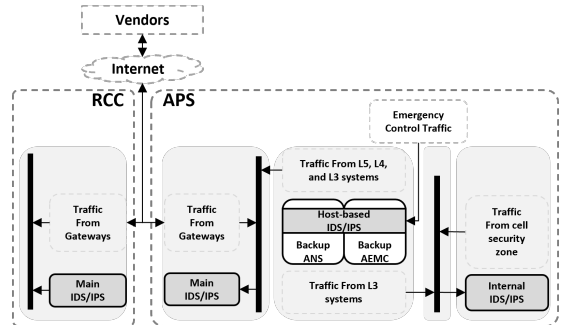 Vendors
Internet
RCC
APS
Emergency
Control Traffic
Traffic From L5, L4,
and L3 systems
Traffic
From
Gateways
Traffic
From
Gateways
Host-based
IDS/IPS
Backup
ANS
Backup
AEMC
Traffic
From cell
security
zone
Main
IDS/IPS
Main
IDS/IPS
Traffic From L3
systems
Internal
IDS/IPS